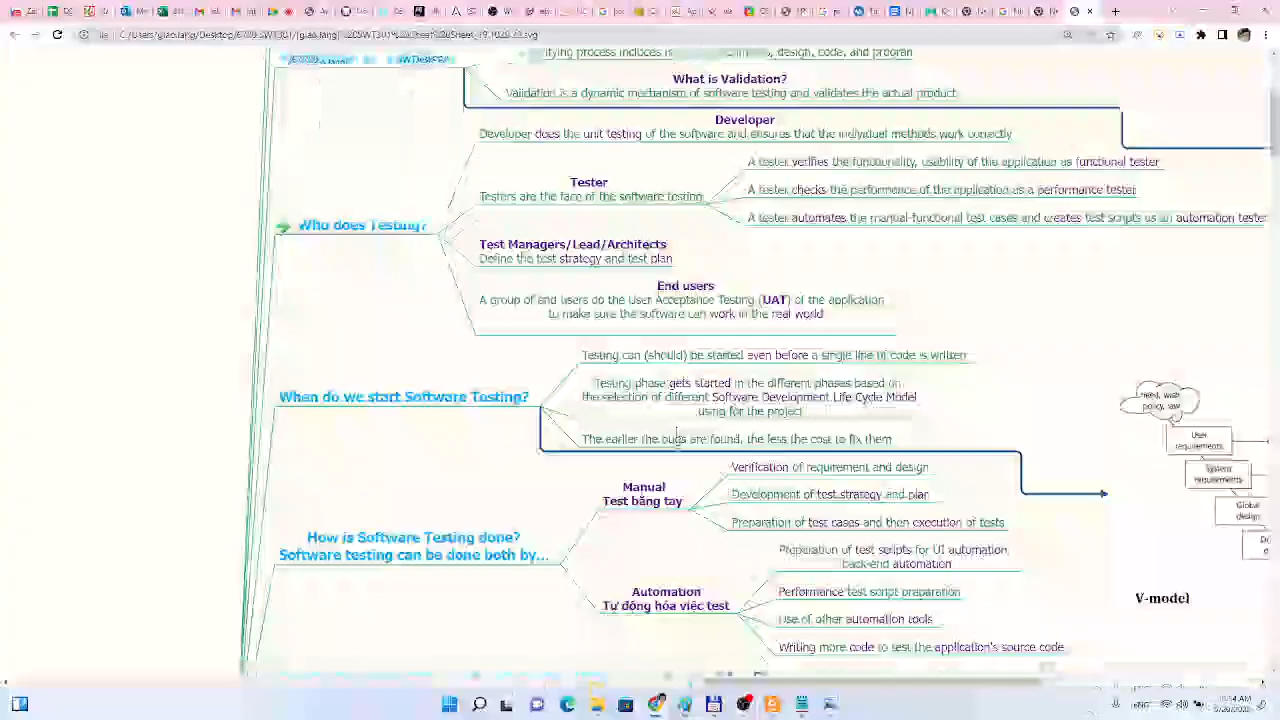 design, code, and program
What is Validation?
Validation is a dynamic mechanism of software testing and validates the actual product
Developer
Developer does the unit testing of the software and ensures that the individual methods work correctly
A tester verifies the functionality, usability of the application as functional tester
Tester
Testers are the face of the software testing
A tester checks the performance of the application as a performance tester
A tester automates the manual-functional test cases and creates test scripts as an automation tester
Who does Testing?
Test Managers/Lead/Architects
Define the test strategy and test plan
End users
A group of end users do the User Acceptance Testing (UAT) of the application
to make sure the software can work in the real world
Testing can (should) be started even before a single line of code is written
When do we start Software Testing?
Testing phase gets started in the different phases based on
the selection of different Software Development Life Cycle Model
using for the project
The earlier the bugs are found, the less the cost to fix them
Need, wish,
policy, law
User
requirements
System
requirements
Global
design
Manual
Test bằng tay
Verification of requirement and design
Development of test strategy and plan
Preparation of test cases and then execution of tests
How is Software Testing done?
Software testing can be done both by...
Preparation of test scripts for UI automation,
back-end automation
Automation
Tự động hóa việc test
Performance test script preparation
Use of other automation tools
Writing more code to test the application's source code
V-model